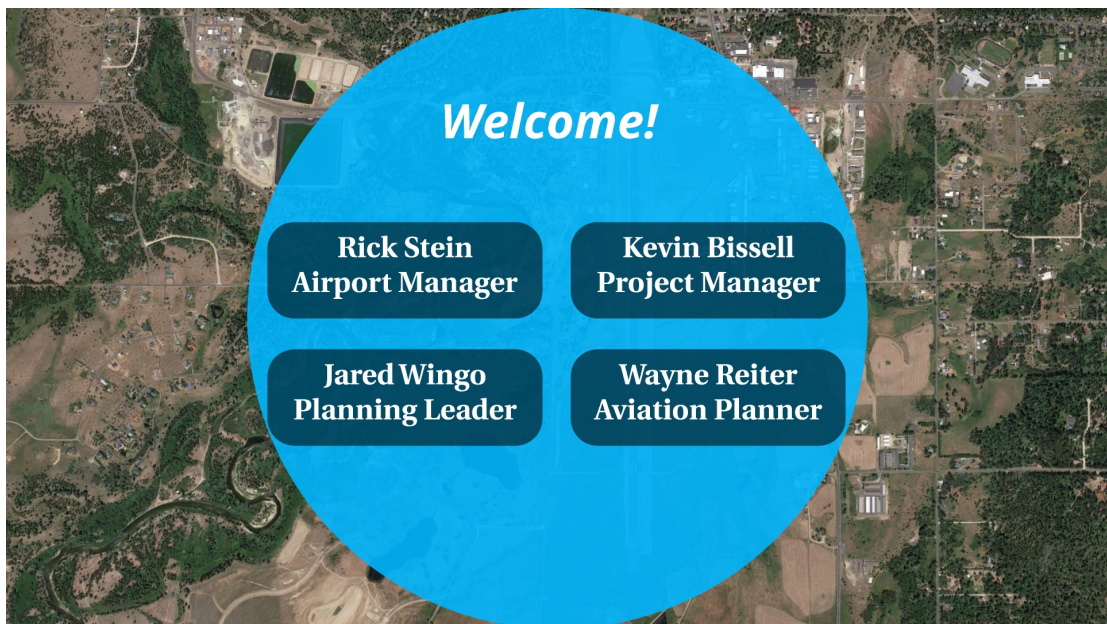 Welcome!
Rick Stein
Airport Manager
Kevin Bissell
Project Manager
Jared Wingo
Planning Leader
Wayne Reiter
Aviation Planner